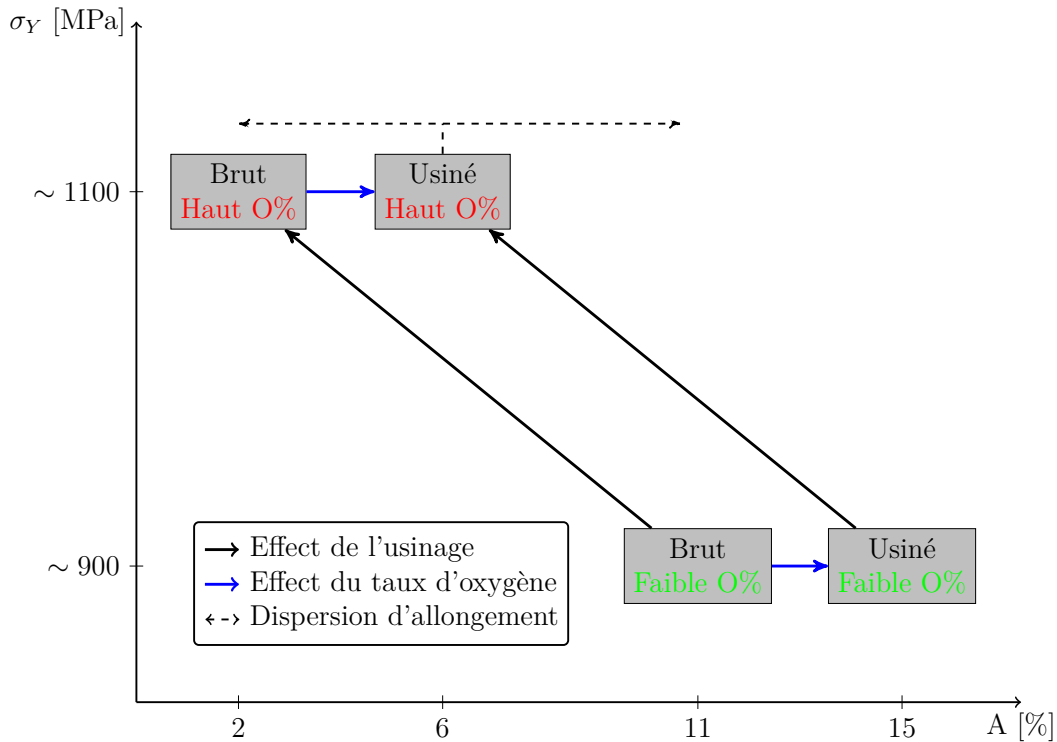 σ_Y [MPa]
~ 1100
Brut
Haut O%
Usiné
Haut O%
~ 900
Brut
Faible O%
Usiné
Faible O%
Effect de l'usinage
Effect du taux d'oxygène
Dispersion d'allongement
2
6
11
15
A [%]